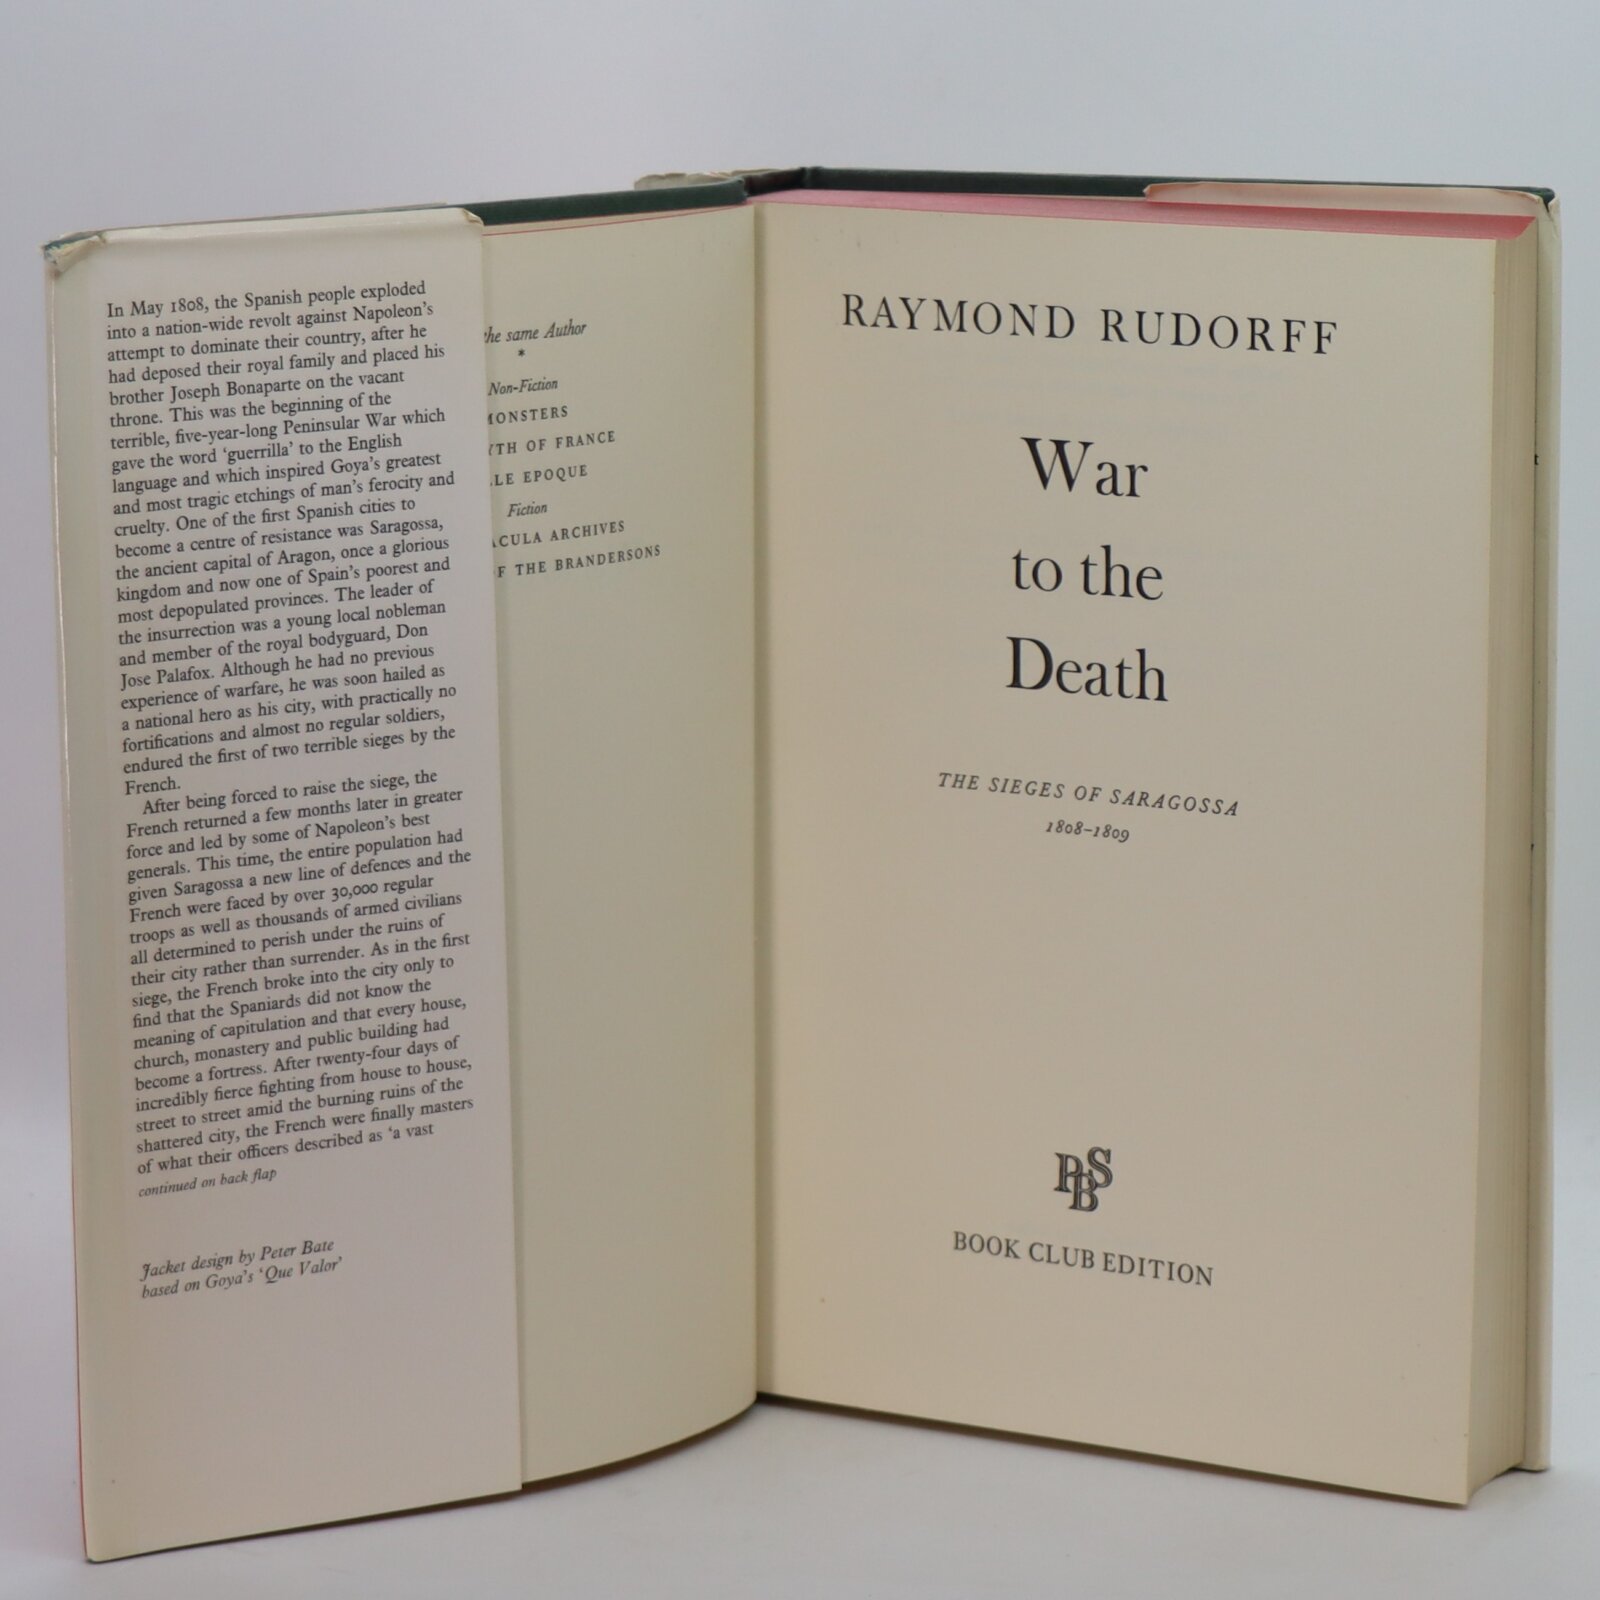 In May 1808, the Spanish people exploded
into a nation-wide revolt against Napoleon's
attempt to dominate their country, after he
had deposed their royal family and placed his
brother Joseph Bonaparte on the vacant
throne. This was the beginning of the
terrible, five-year-long Peninsular War which
gave the word 'guerrilla' to the English
language and which inspired Goya's greatest
and most tragic etchings of man's ferocity and
cruelty. One of the first Spanish cities to
become a centre of resistance was Saragossa,
the ancient capital of Aragon, once a glorious
kingdom and now one of Spain's poorest and
most depopulated provinces. The leader of
the insurrection was a young local nobleman
and member of the royal bodyguard, Don
Jose Palafox. Although he had no previous
experience of warfare, he was soon hailed as
a national hero as his city, with practically no
fortifications and almost no regular soldiers,
endured the first of two terrible sieges by the
French.
After being forced to raise the siege, the
French returned a few months later in greater
force and led by some of Napoleon's best
generals. This time, the entire population had
given Saragossa a new line of defences and the
French were faced by over 30,000 regular
troops as well as thousands of armed civilians
all determined to perish under the ruins of
their city rather than surrender. As in the first
siege, the French broke into the city only to
find that the Spaniards did not know the
meaning of capitulation and that every house,
church, monastery and public building had
become a fortress. After twenty-four days of
incredibly fierce fighting from house to house,
street to street amid the burning ruins of the
shattered city, the French were finally masters
of what their officers described as 'a vast
continued on back flap
Jacket design by Peter Bate
based on Goya's 'Que Valor'
the same Author
*
Non-Fiction
MONSTERS
YTH OF FRANCE
LE EPOQUE
Fiction
ACULA ARCHIVES
F THE BRANDERSONS
RAYMOND RUDORFF
War
to the
Death
THE SIEGES OF SARAGOSSA
1808–1809
PBS
BOOK CLUB EDITION